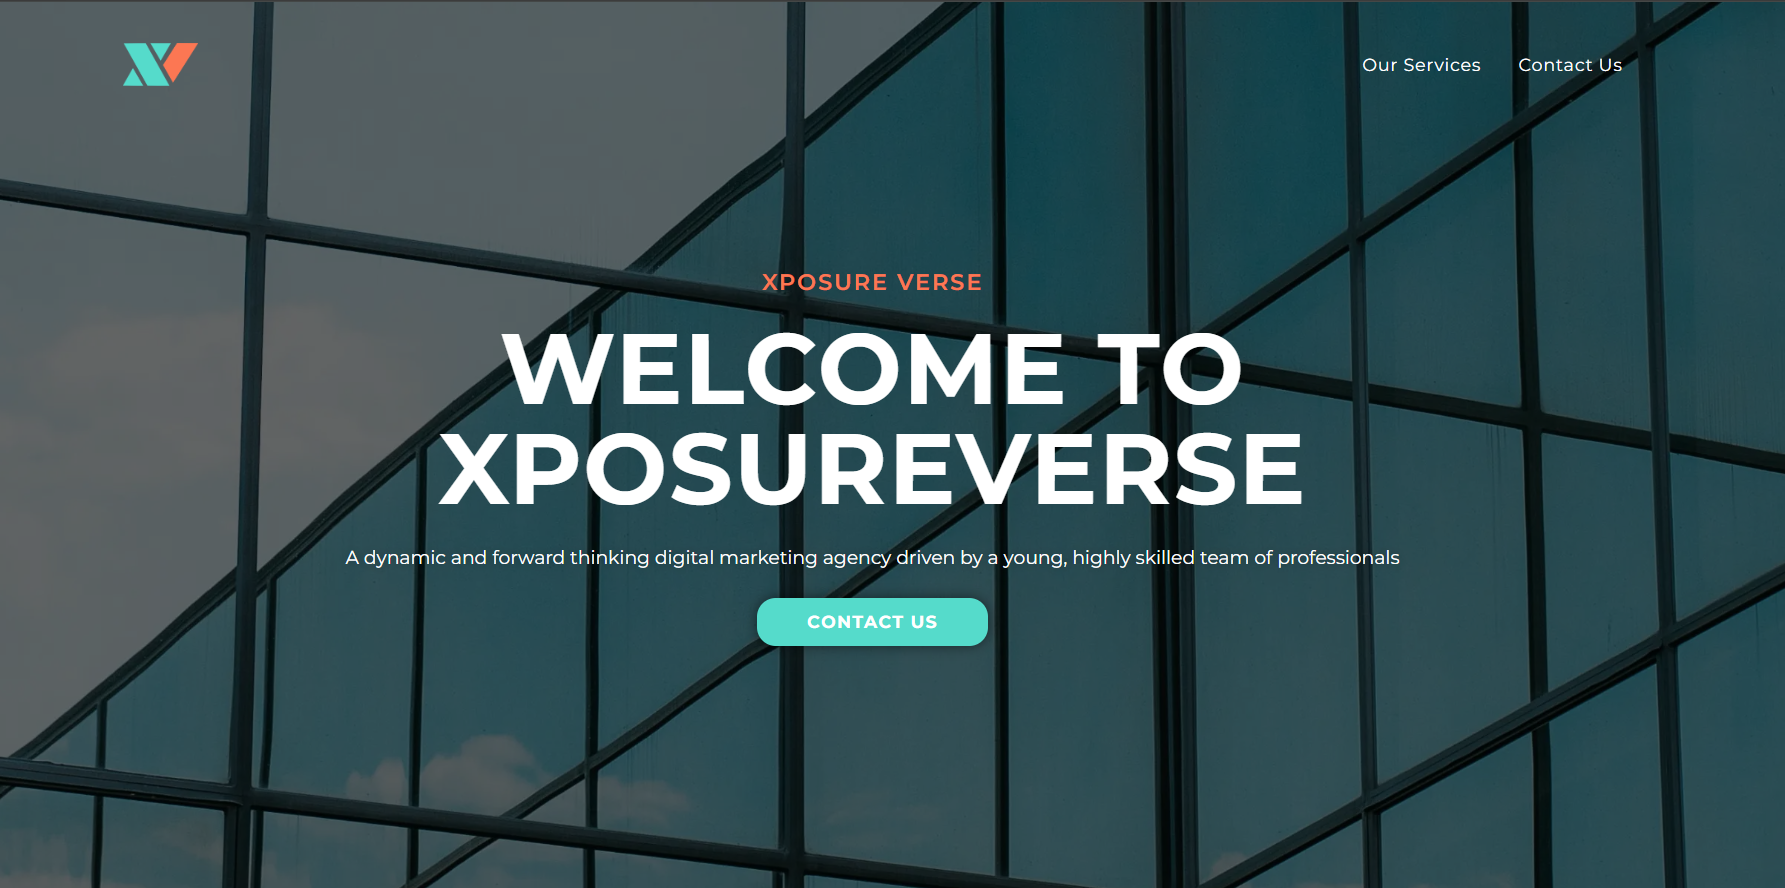 Our Services Contact Us
XPOSURE VERSE
WELCOME TO
XPOSUREVERSE
A dynamic and forward thinking digital marketing agency driven by a young, highly skilled team of professionals
CONTACT US